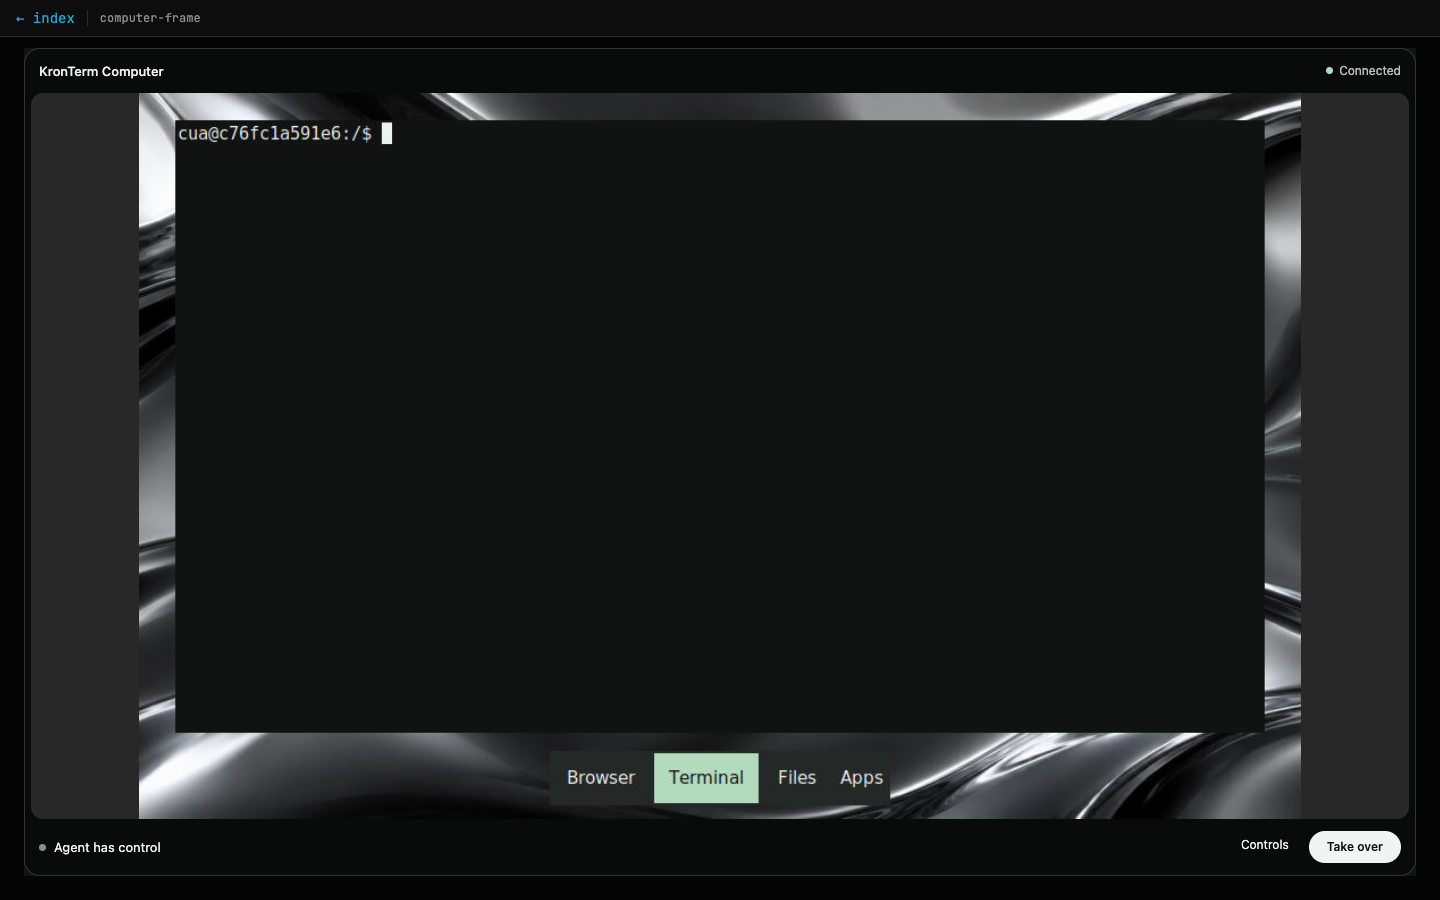 ← index
computer-frame
KronTerm Computer
Connected
cua@c76fc1a591e6:/$
Browser
Terminal
Files
Apps
Agent has control
Controls
Take over